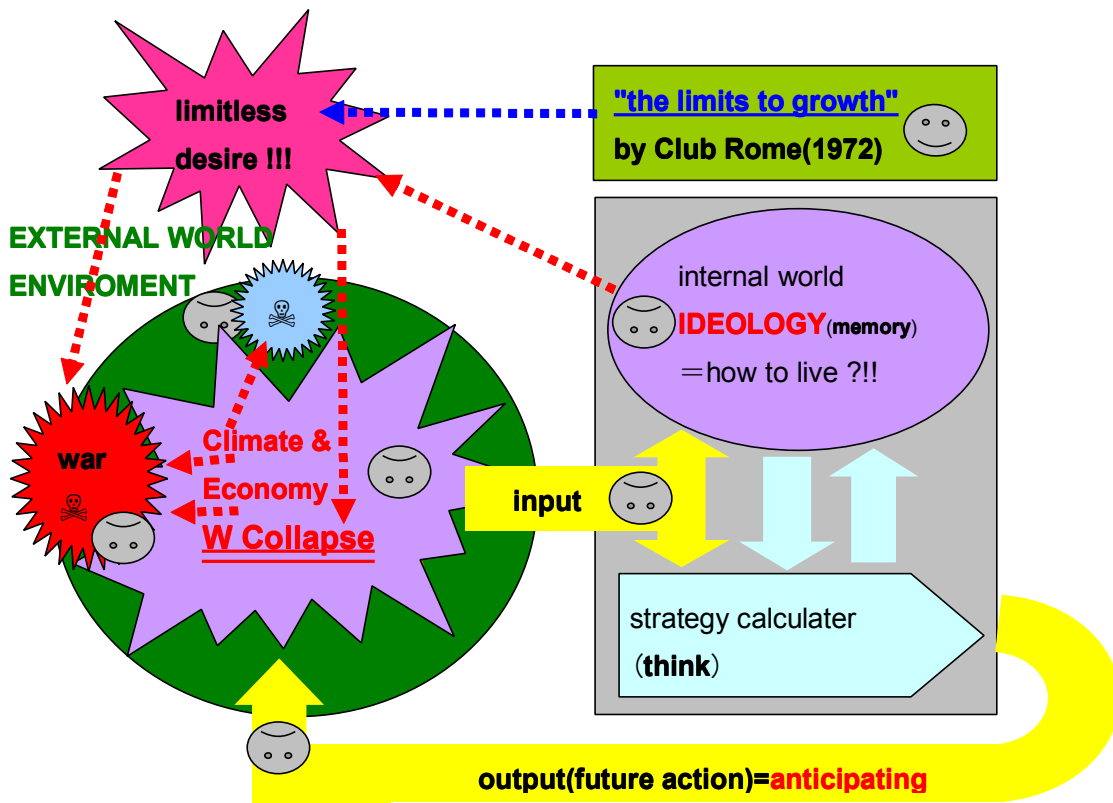 limitless
desire !!!
"the limits to growth"
by Club Rome(1972)
EXTERNAL WORLD
ENVIROMENT
internal world
IDEOLOGY(memory)
＝how to live ?!!
war
Climate &
Economy
W Collapse
input
strategy calculater
（think）
output(future action)=anticipating